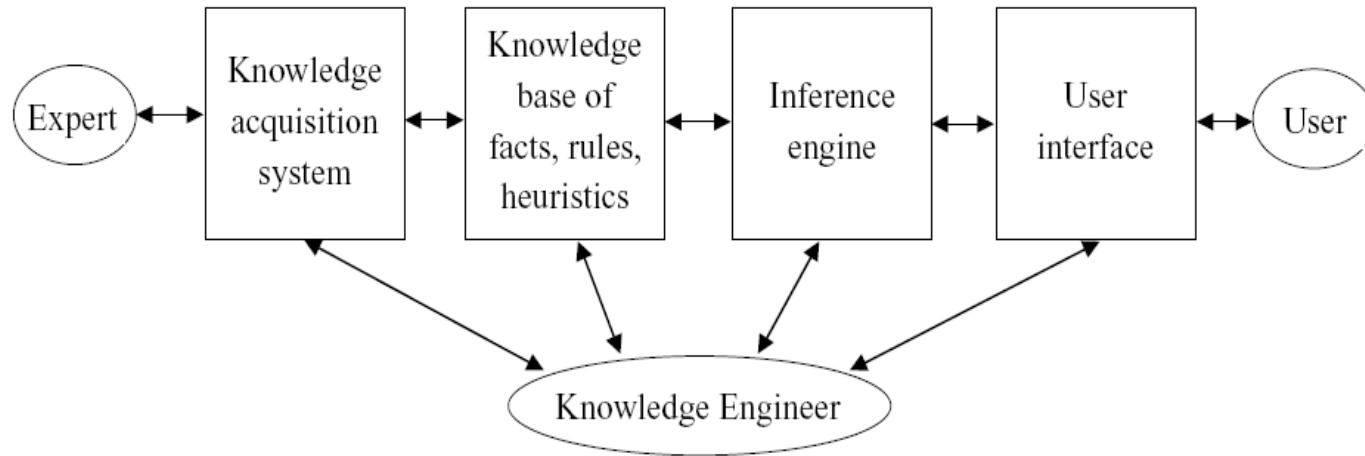 Expert
Knowledge
acquisition
system
Knowledge
base of
facts, rules,
heuristics
Inference
engine
User
interface
User
Knowledge Engineer